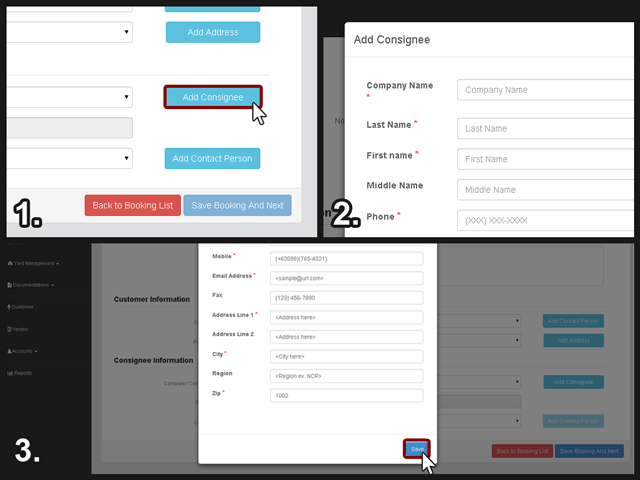 Add Address
Add Consignee
Add Contact Person
Back to Booking List
Save Booking And Next
1.
Add Consignee
Company Name
*
Company Name
Last Name *
Last Name
First name *
First Name
Middle Name
Middle Name
Phone *
(XXX) XXX-XXXX
No
n
2.
Yard Management
Documentations
Customer
Vendor
Accounts
Reports
Customer Information
Consignee Information
Company / Con
Mobile *
(+63098)(765-4321)
Email Address *
<sample@url.com>
Fax
(123) 456-7890
Address Line 1 *
<Address here>
Address Line 2
<Address here>
City *
<City here>
Region
<Region ex. NCR>
Zip *
1002
Save
Add Contact Person
Add Address
Add Consignee
Add Contact Person
Back to Booking List
Save Booking And Next
3.